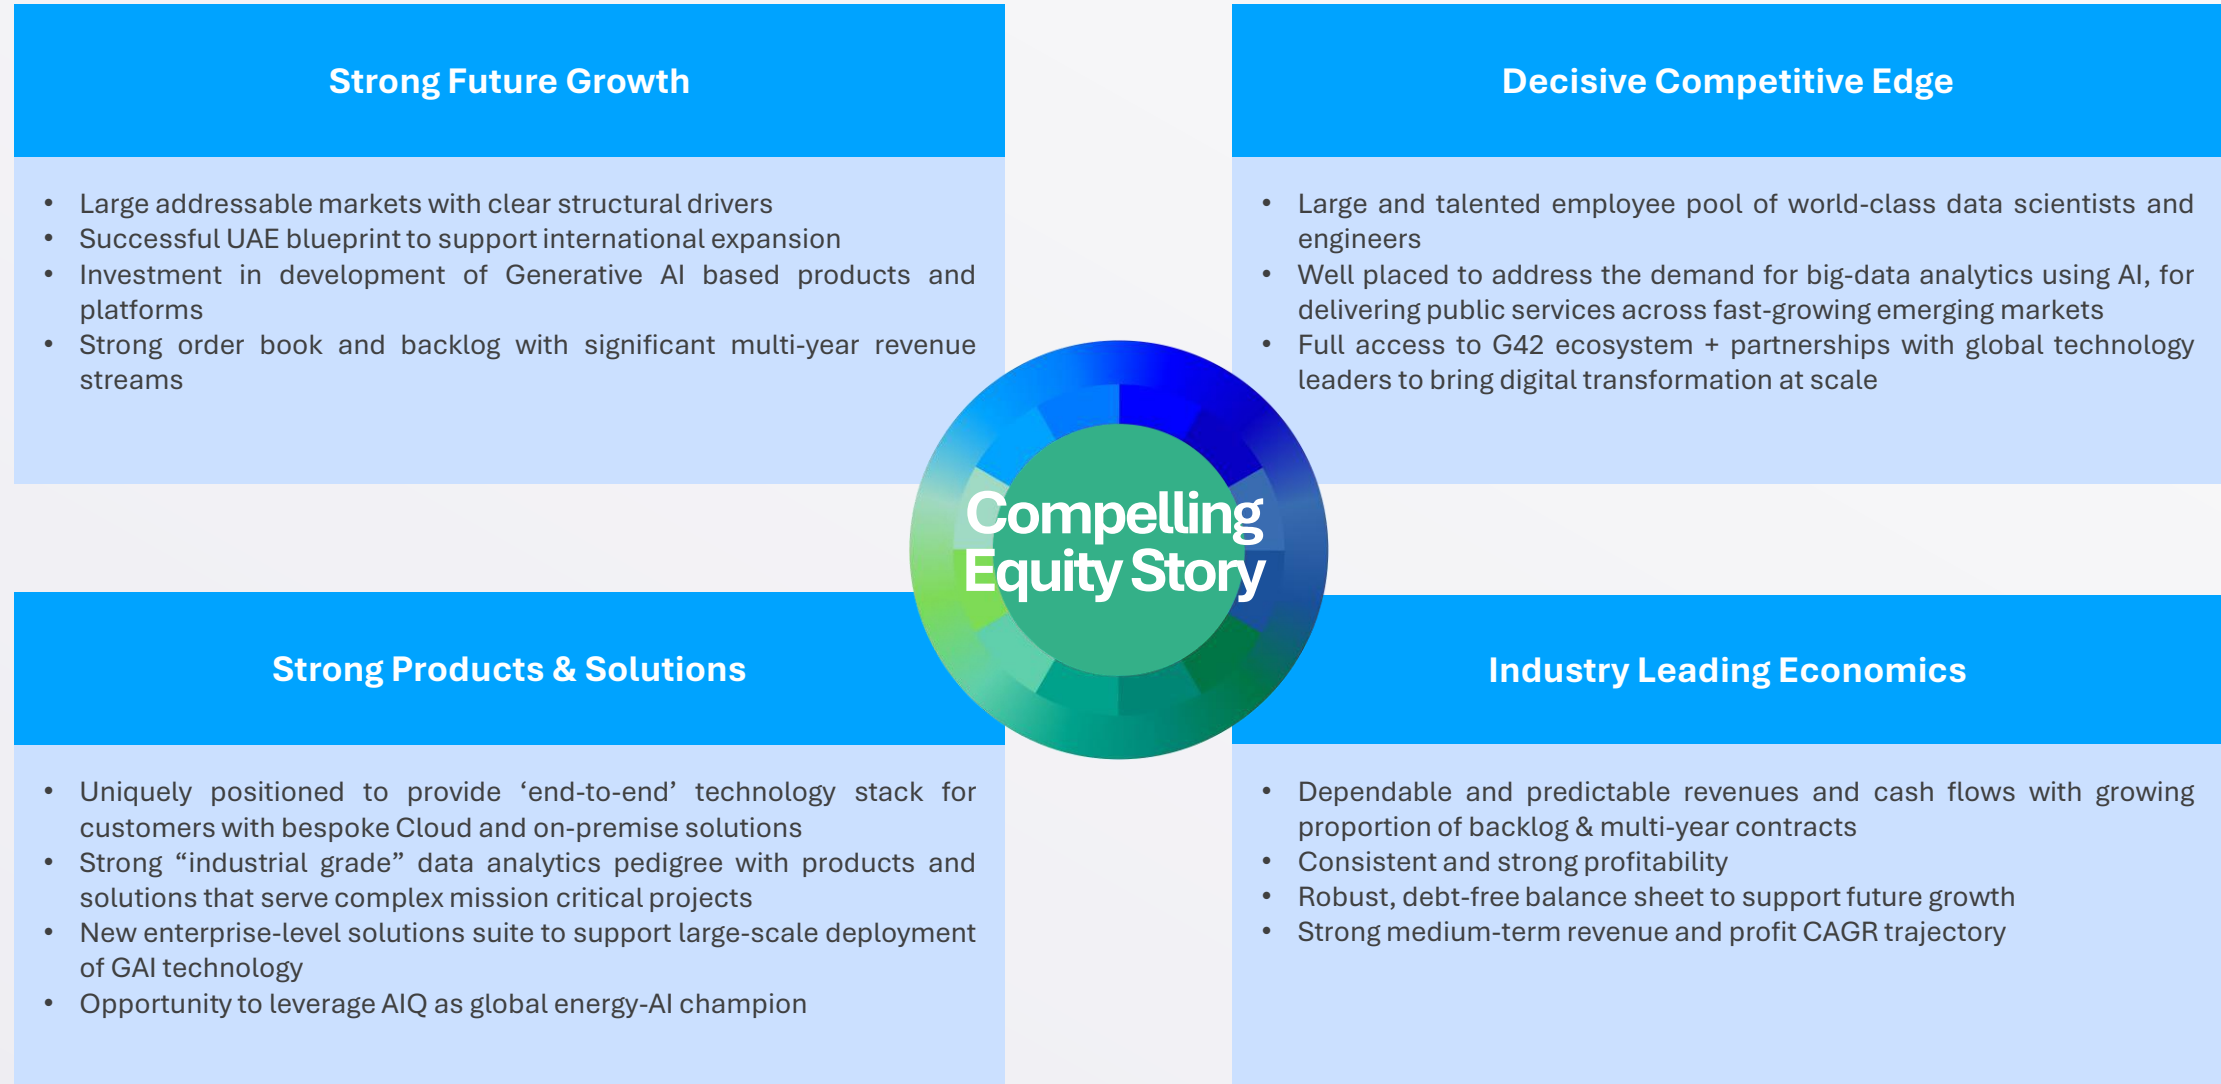 Strong Future Growth
• Large addressable markets with clear structural drivers
• Successful UAE blueprint to support international expansion
• Investment in development of Generative AI based products and
platforms
• Strong order book and backlog with significant multi-year revenue
streams
Decisive Competitive Edge
• Large and talented employee pool of world-class data scientists and
engineers
• Well placed to address the demand for big-data analytics using AI, for
delivering public services across fast-growing emerging markets
• Full access to G42 ecosystem + partnerships with global technology
leaders to bring digital transformation at scale
Compelling
Equity Story
Strong Products & Solutions
• Uniquely positioned to provide ‘end-to-end’ technology stack for
customers with bespoke Cloud and on-premise solutions
• Strong “industrial grade” data analytics pedigree with products and
solutions that serve complex mission critical projects
• New enterprise-level solutions suite to support large-scale deployment
of GAI technology
• Opportunity to leverage AIQ as global energy-AI champion
Industry Leading Economics
• Dependable and predictable revenues and cash flows with growing
proportion of backlog & multi-year contracts
• Consistent and strong profitability
• Robust, debt-free balance sheet to support future growth
• Strong medium-term revenue and profit CAGR trajectory